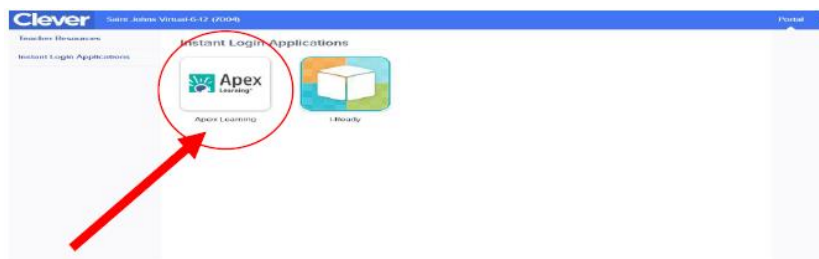 Clever Saint Johns Virtual 6-12 (7004) Portal
Teacher Resources
Instant Login Applications
Instant Login Applications
Apex
Learning
Apex Learning
i-Ready